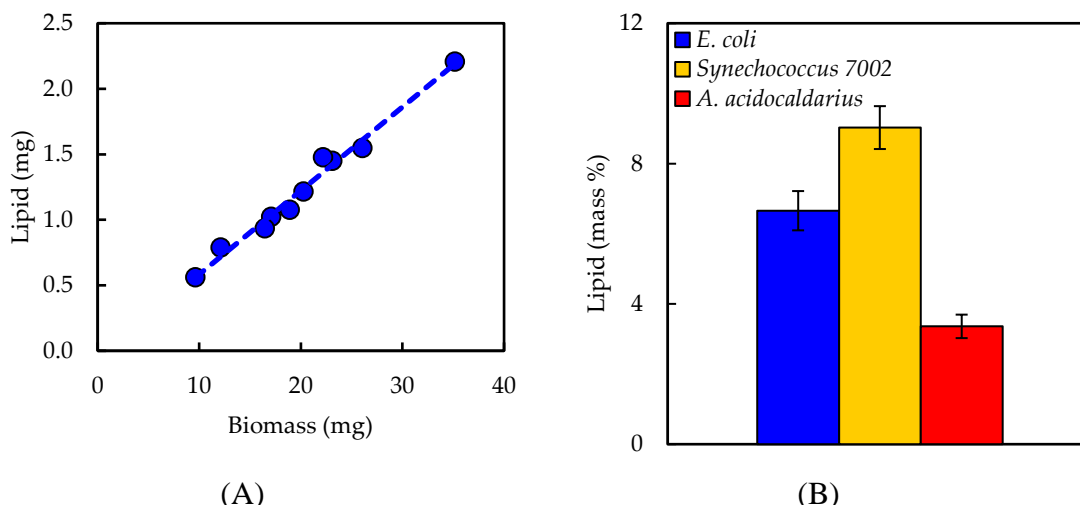 2.5
2.0
1.5
1.0
0.5
0.0
Lipid (mg)
0 10 20 30 40
Biomass (mg)
(A)
12
8
4
0
Lipid (mass %)
E. coli
Synechococcus 7002
A. acidocaldarius
(B)